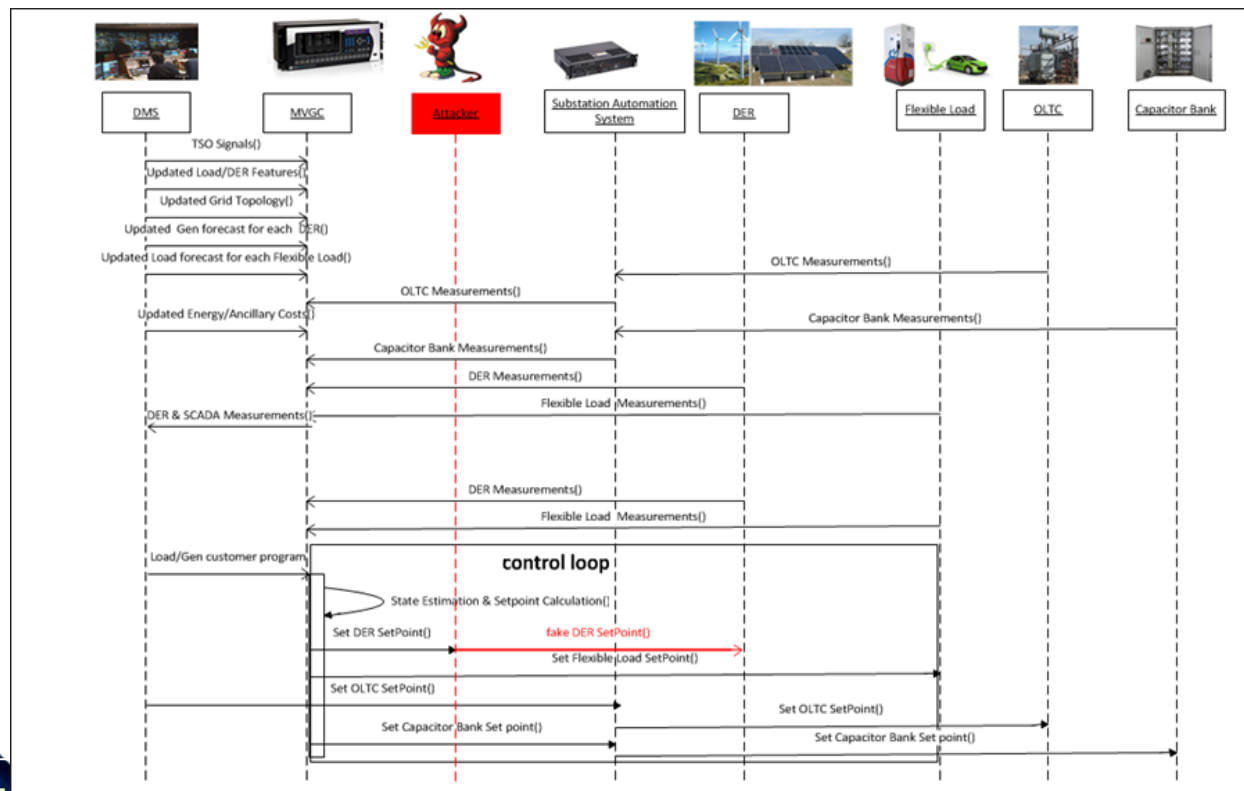 DMS
MVGC
Attacker
Substation Automation
System
DER
Flexible Load
OLTC
Capacitor Bank
TSO Signals()
Updated Load/DER Features()
Updated Grid Topology()
Updated Gen forecast for each DER()
Updated Load forecast for each Flexible Load()
OLTC Measurements()
OLTC Measurements()
Updated Energy/Ancillary Costs()
Capacitor Bank Measurements()
Capacitor Bank Measurements()
DER Measurements()
Flexible Load Measurements()
DER & SCADA Measurements()
DER Measurements()
Flexible Load Measurements()
control loop
Load/Gen customer program
State Estimation & Setpoint Calculation()
Set DER SetPoint()
fake DER SetPoint()
Set Flexible Load SetPoint()
Set OLTC SetPoint()
Set OLTC SetPoint()
Set Capacitor Bank Set point()
Set Capacitor Bank Set point()